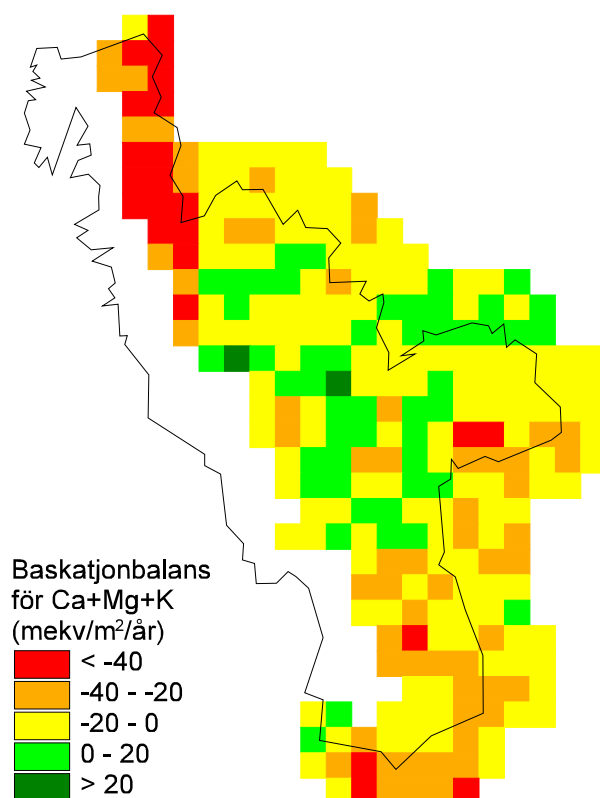 Baskatjonbalans
för Ca+Mg+K
(mekv/m²/år)
< -40
-40 - -20
-20 - 0
0 - 20
> 20